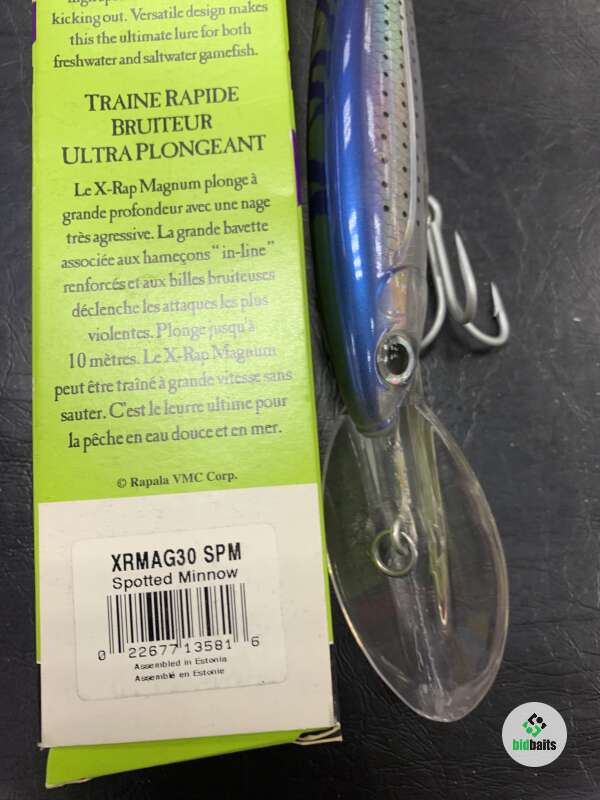 kicking out. Versatile design makes
this the ultimate lure for both
freshwater and saltwater gamefish.
TRAINE RAPIDE
BRUITEUR
ULTRA PLONGEANT
Le X-Rap Magnum plonge à
grande profondeur avec une nage
très agressive. La grande bavette
associée aux hameçons "in-line"
renforcés et aux billes bruiteuses
déclenche les attaques les plus
violentes. Plonge jusqu'à
10 mètres. Le X-Rap Magnum
peut être traîné à grande vitesse sans
sauter. C'est le leurre ultime pour
la pêche en eau douce et en mer.
© Rapala VMC Corp.
XRMAG30 SPM
Spotted Minnow
0 22677 13581 6
Assembled in Estonia
Assemblé en Estonie
bidbaits